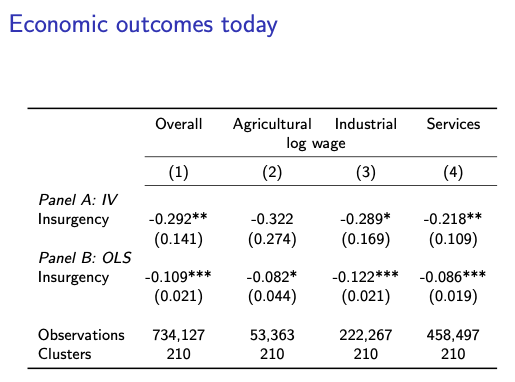 Economic outcomes today
Overall Agricultural Industrial Services
log wage
(1) (2) (3) (4)
Panel A: IV
Insurgency -0.292** -0.322 -0.289* -0.218**
(0.141) (0.274) (0.169) (0.109)
Panel B: OLS
Insurgency -0.109*** -0.082* -0.122*** -0.086***
(0.021) (0.044) (0.021) (0.019)
Observations 734,127 53,363 222,267 458,497
Clusters 210 210 210 210